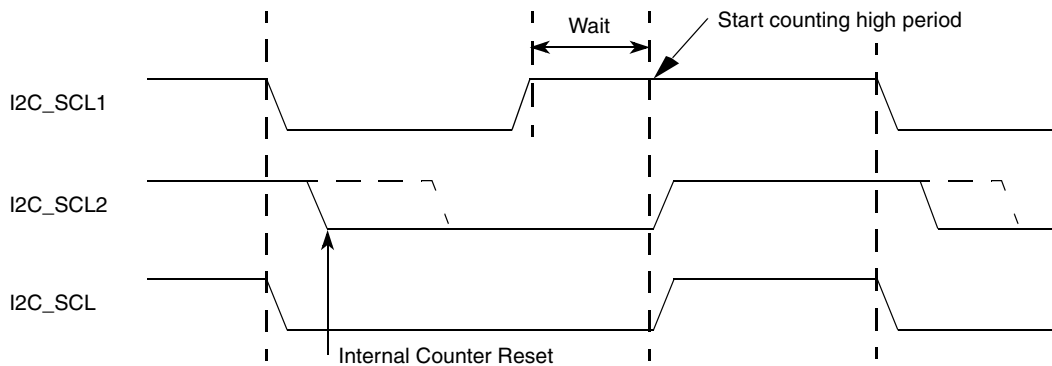 Wait
Start counting high period
I2C_SCL1
I2C_SCL2
I2C_SCL
Internal Counter Reset